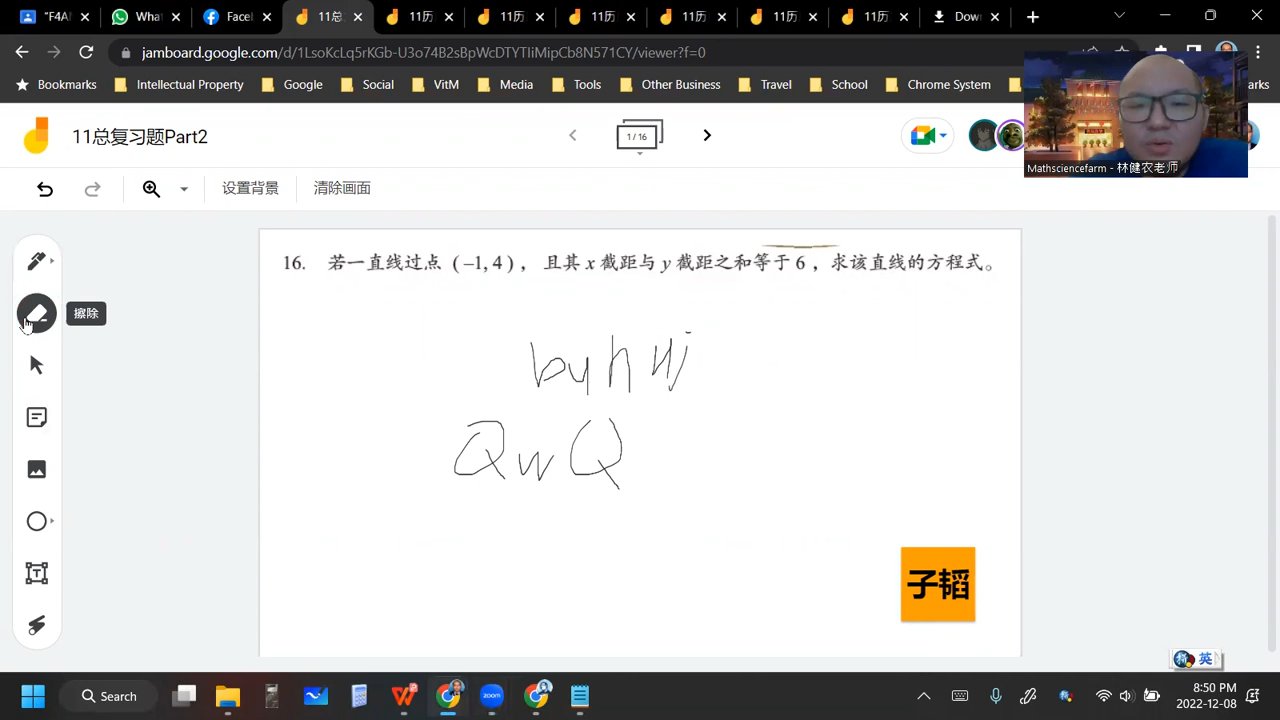 "F4A
What
Facel
11总
11历
11历
11历
11历
11历
11历
Dow
jamboard.google.com/d/1LsoKcLq5rKGb-U3o74B2sBpWcDTYTliMipCb8N571CY/viewer?f=0
Bookmarks
Intellectual Property
Google
Social
VitM
Media
Tools
Other Business
Travel
School
Chrome System
arks
Mathsciencefarm - 林健农老师
11总复习题Part2
1/16
设置背景
清除画面
擦除
16. 若一直线过点 (−1, 4)， 且其 x 截距与 y 截距之和等于 6，求该直线的方程式。
QwQ
子韬
英
Search
8:50 PM
2022-12-08